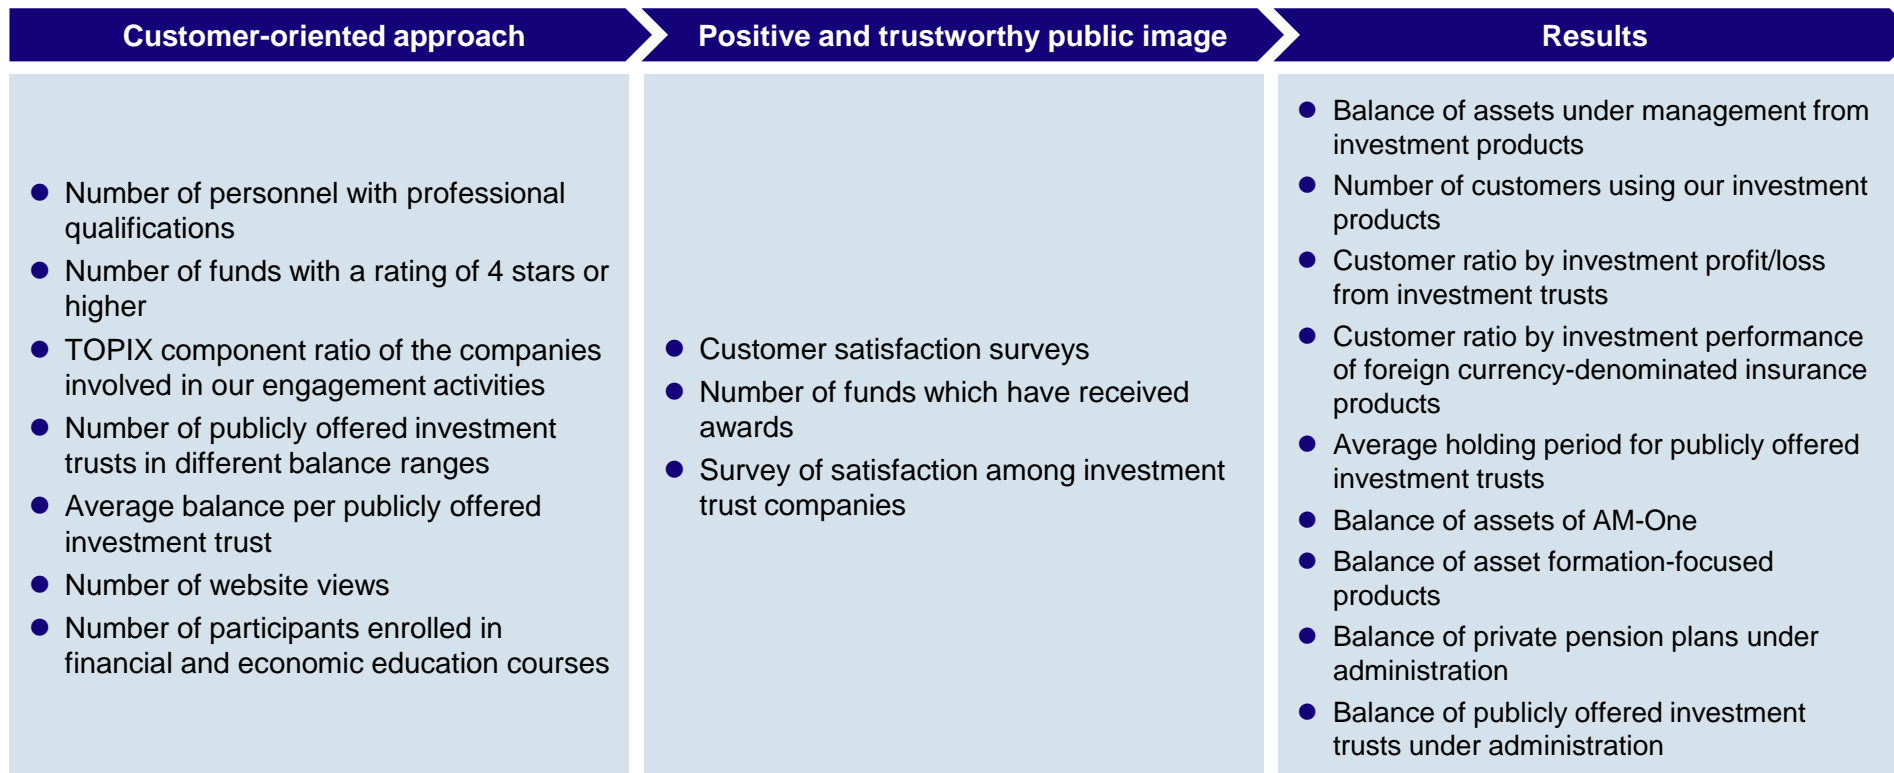 Customer-oriented approach
Positive and trustworthy public image
Results
● Number of personnel with professional
qualifications
● Number of funds with a rating of 4 stars or
higher
● TOPIX component ratio of the companies
involved in our engagement activities
● Number of publicly offered investment
trusts in different balance ranges
● Average balance per publicly offered
investment trust
● Number of website views
● Number of participants enrolled in
financial and economic education courses
● Customer satisfaction surveys
● Number of funds which have received
awards
● Survey of satisfaction among investment
trust companies
● Balance of assets under management from
investment products
● Number of customers using our investment
products
● Customer ratio by investment profit/loss
from investment trusts
● Customer ratio by investment performance
of foreign currency-denominated insurance
products
● Average holding period for publicly offered
investment trusts
● Balance of assets of AM-One
● Balance of asset formation-focused
products
● Balance of private pension plans under
administration
● Balance of publicly offered investment
trusts under administration